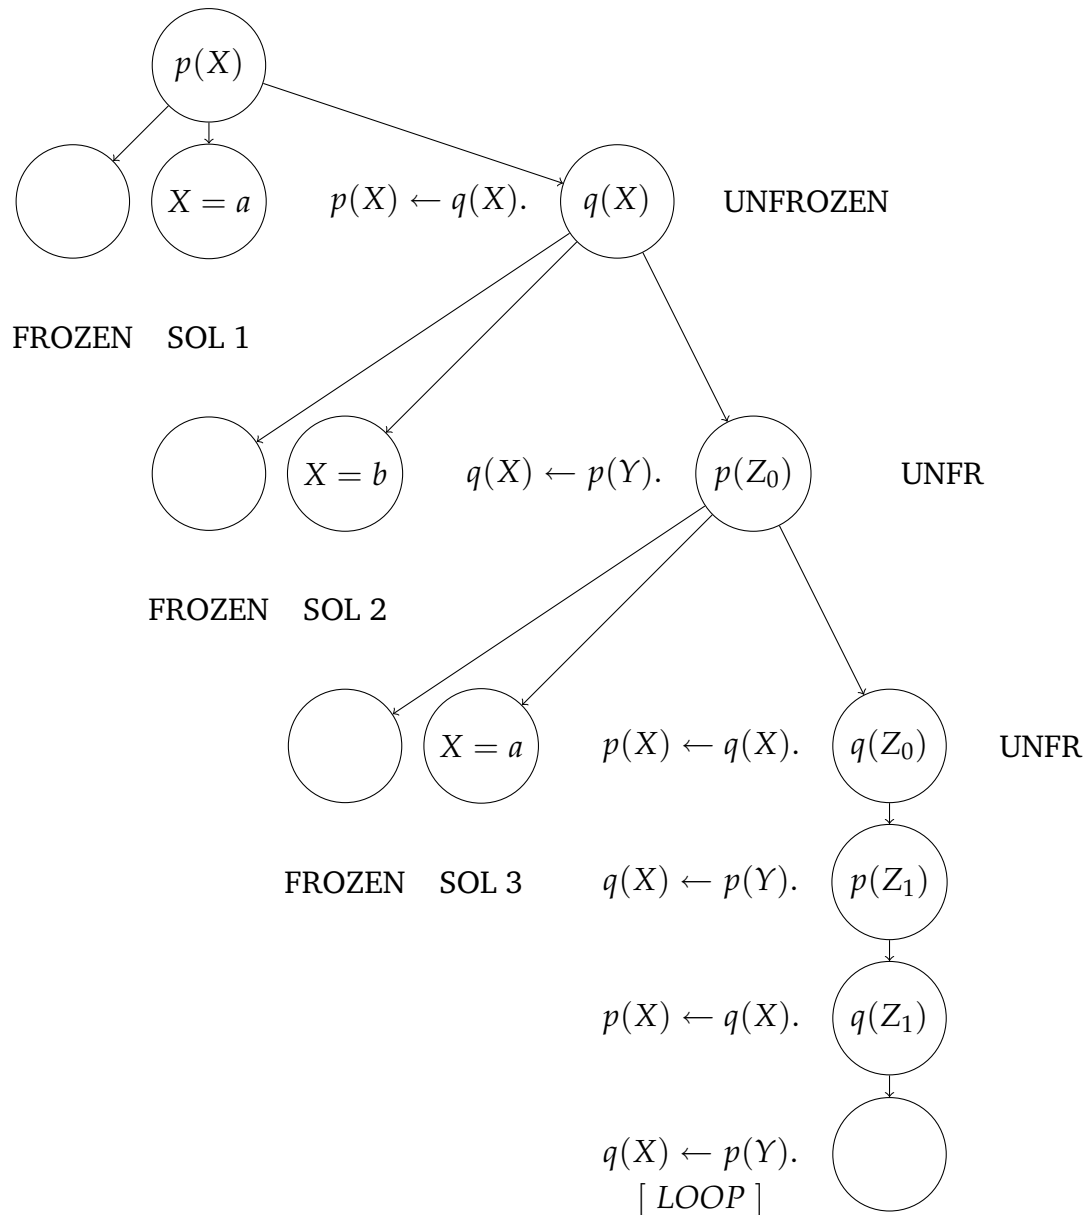 p(X)
X = a p(X) ← q(X). q(X) UNFROZEN
FROZEN SOL 1
X = b q(X) ← p(Y). p(Z₀) UNFR
FROZEN SOL 2
X = a p(X) ← q(X). q(Z₀) UNFR
FROZEN SOL 3 q(X) ← p(Y). p(Z₁)
p(X) ← q(X). q(Z₁)
q(X) ← p(Y).
[ LOOP ]